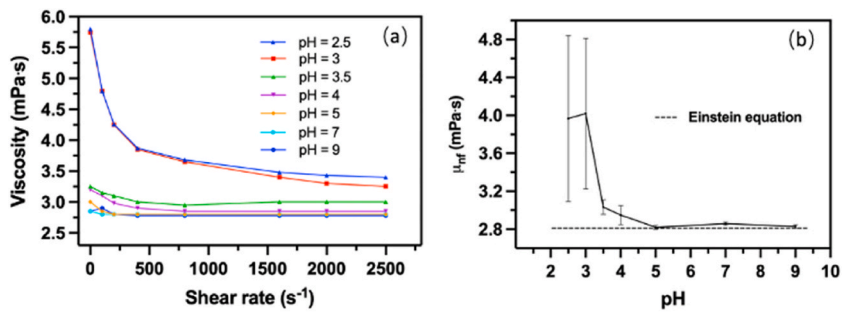 (a)
Viscosity (mPa·s)
6.0
5.5
5.0
4.5
4.0
3.5
3.0
2.5
pH = 2.5
pH = 3
pH = 3.5
pH = 4
pH = 5
pH = 7
pH = 9
0 500 1000 1500 2000 2500
Shear rate (s⁻¹)
(b)
μnf (mPa·s)
4.8
4.4
4.0
3.6
3.2
2.8
Einstein equation
2 3 4 5 6 7 8 9 10
pH